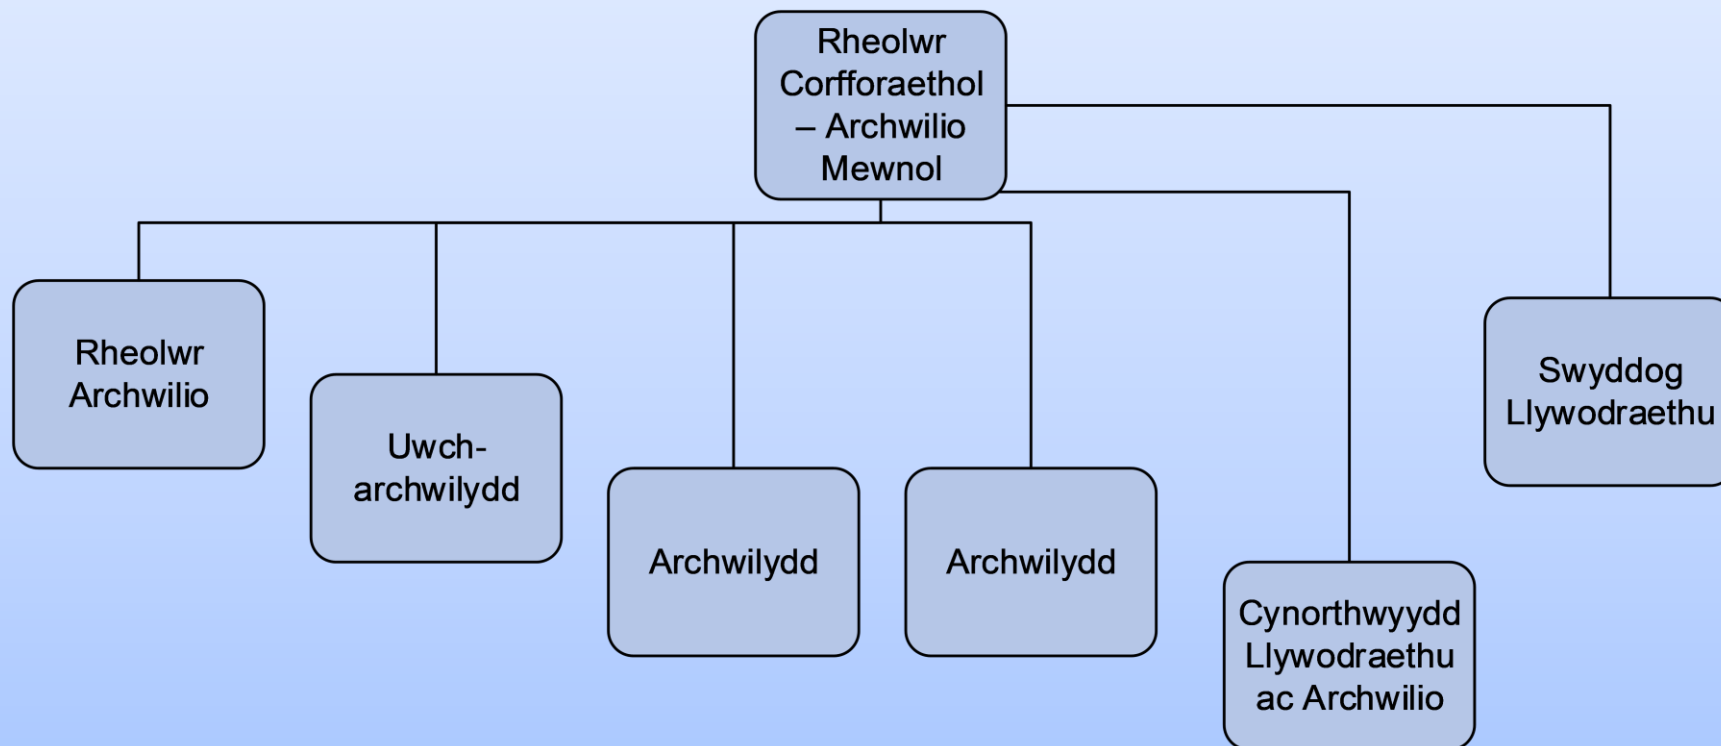 Rheolwr
Corfforaethol
– Archwilio
Mewnol
Rheolwr
Archwilio
Uwch-
archwilydd
Archwilydd
Archwilydd
Cynorthwyydd
Llywodraethu
ac Archwilio
Swyddog
Llywodraethu